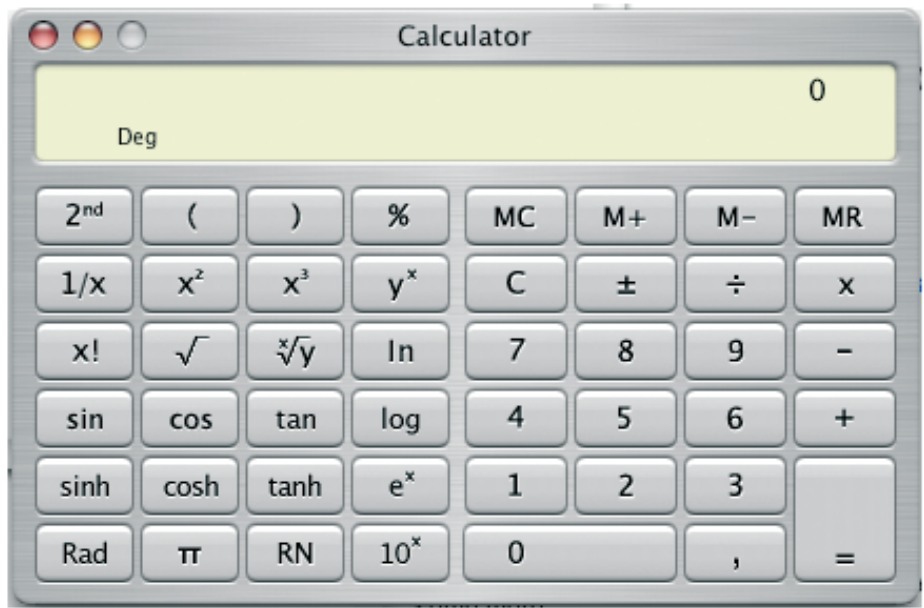 Calculator
0
Deg
2ⁿᵈ ( ) % MC M+ M− MR
1/x x² x³ yˣ C ± ÷ x
x! √ ˣ√y ln 7 8 9 −
sin cos tan log 4 5 6 +
sinh cosh tanh eˣ 1 2 3
Rad π RN 10ˣ 0 , =